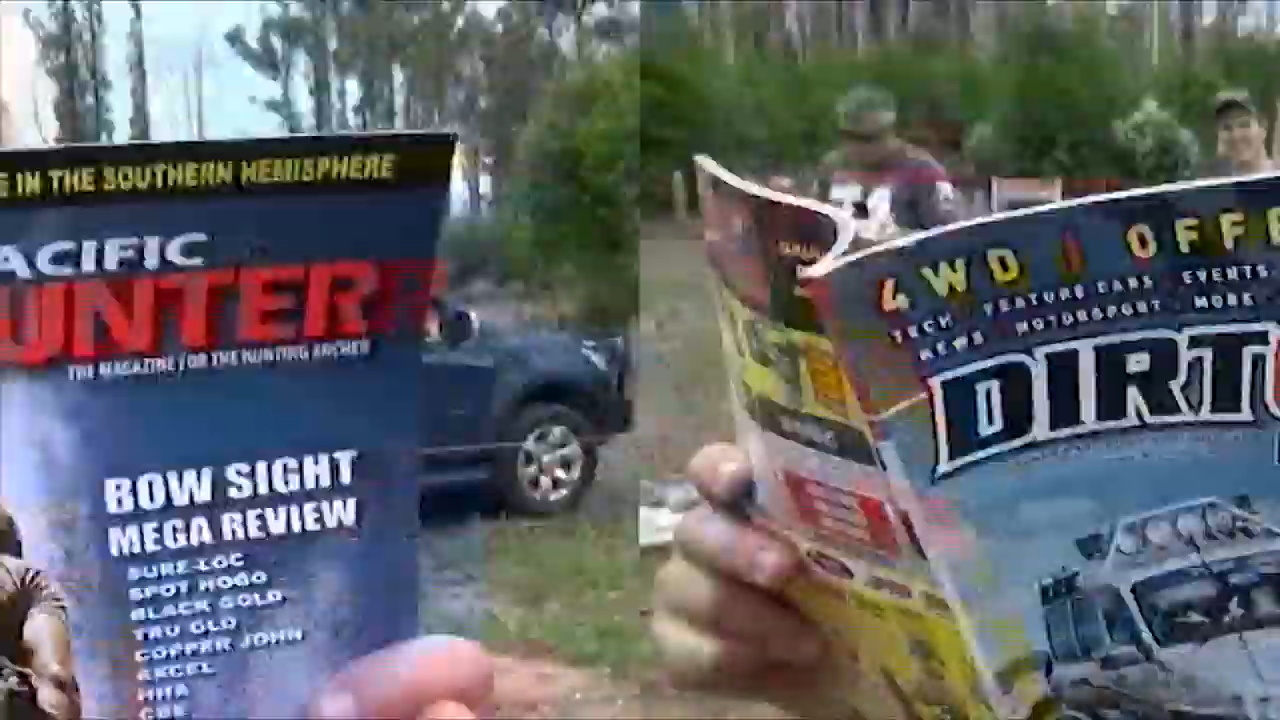 E IN THE SOUTHERN HEMISPHERE
ACIFIC
UNTER
THE MAGAZINE FOR THE HUNTING ARCHER
BOW SIGHT
MEGA REVIEW
SURE-LOC
SPOT HOGG
BLACK GOLD
TRU GLO
COPPER JOHN
AXCEL
HHA
CBE
4WD | OFF
TECH FEATURE CARS EVENTS
NEWS MOTORSPORT MORE
DIRT